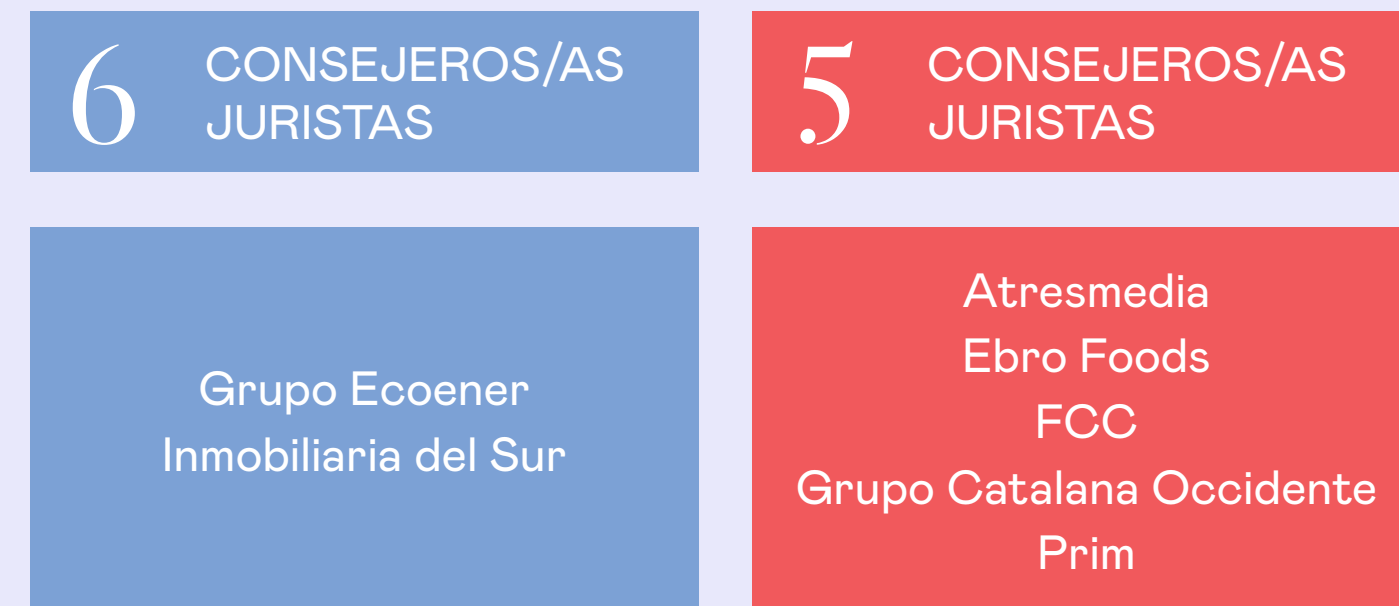 6
CONSEJEROS/AS
JURISTAS
Grupo Ecoener
Inmobiliaria del Sur
5
CONSEJEROS/AS
JURISTAS
Atresmedia
Ebro Foods
FCC
Grupo Catalana Occidente
Prim